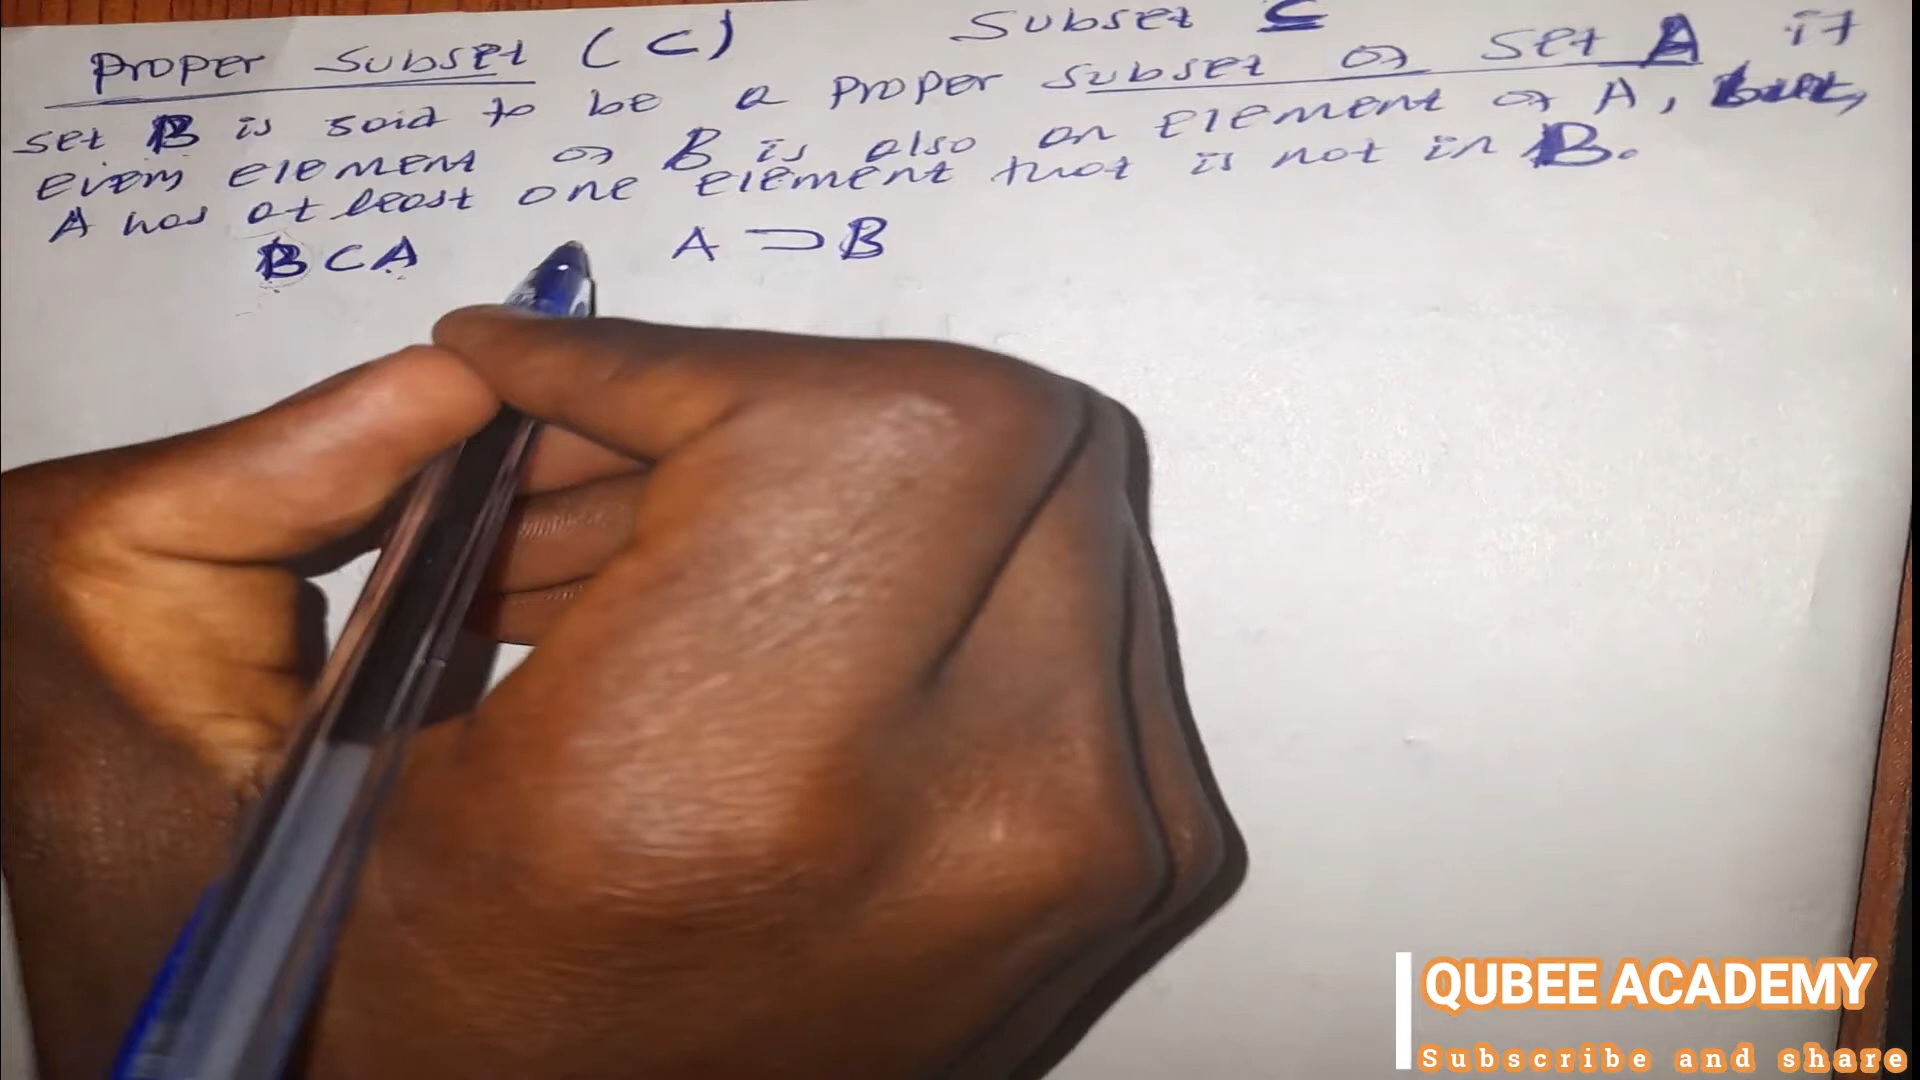 Proper Subset (⊂) Subset ⊆
set B is said to be a proper subset of set A if
every element of B is also an element of A, but,
A has at least one element that is not in B.
B⊂A A⊃B
QUBEE ACADEMY
Subscribe and share